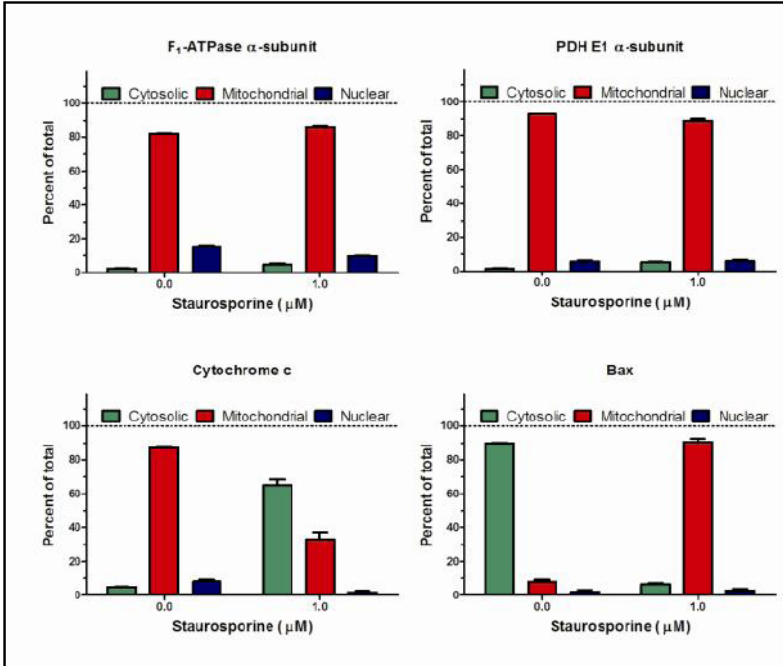 F₁-ATPase α-subunit
Cytosolic Mitochondrial Nuclear
Percent of total
100
80
60
40
20
0
0.0 1.0
Staurosporine ( μM)
PDH E1 α-subunit
Cytosolic Mitochondrial Nuclear
Percent of total
100
80
60
40
20
0
0.0 1.0
Staurosporine ( μM)
Cytochrome c
Cytosolic Mitochondrial Nuclear
Percent of total
100
80
60
40
20
0
0.0 1.0
Staurosporine ( μM)
Bax
Cytosolic Mitochondrial Nuclear
Percent of total
100
80
60
40
20
0
0.0 1.0
Staurosporine ( μM)